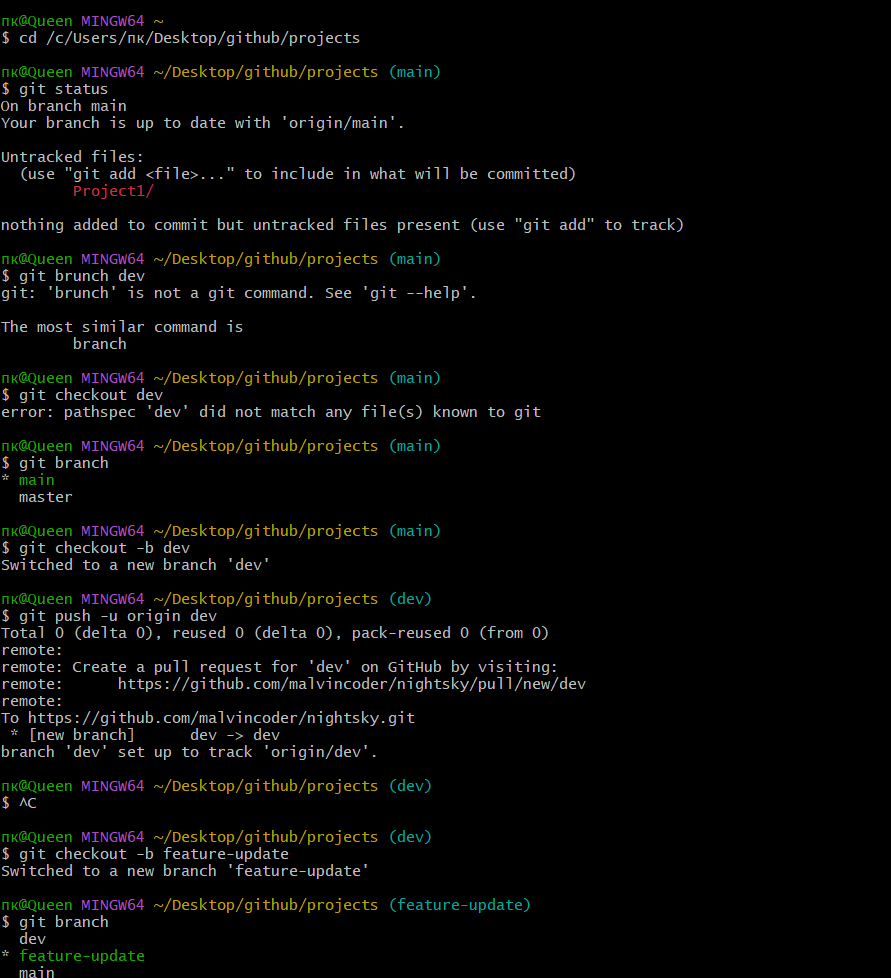 пк@Queen MINGW64 ~
$ cd /c/Users/пк/Desktop/github/projects
пк@Queen MINGW64 ~/Desktop/github/projects (main)
$ git status
On branch main
Your branch is up to date with 'origin/main'.
Untracked files:
(use "git add <file>..." to include in what will be committed)
Project1/
nothing added to commit but untracked files present (use "git add" to track)
пк@Queen MINGW64 ~/Desktop/github/projects (main)
$ git brunch dev
git: 'brunch' is not a git command. See 'git --help'.
The most similar command is
branch
пк@Queen MINGW64 ~/Desktop/github/projects (main)
$ git checkout dev
error: pathspec 'dev' did not match any file(s) known to git
пк@Queen MINGW64 ~/Desktop/github/projects (main)
$ git branch
* main
master
пк@Queen MINGW64 ~/Desktop/github/projects (main)
$ git checkout -b dev
Switched to a new branch 'dev'
пк@Queen MINGW64 ~/Desktop/github/projects (dev)
$ git push -u origin dev
Total 0 (delta 0), reused 0 (delta 0), pack-reused 0 (from 0)
remote:
remote: Create a pull request for 'dev' on GitHub by visiting:
remote: https://github.com/malvincoder/nightsky/pull/new/dev
remote:
To https://github.com/malvincoder/nightsky.git
* [new branch] dev -> dev
branch 'dev' set up to track 'origin/dev'.
пк@Queen MINGW64 ~/Desktop/github/projects (dev)
$ ^C
пк@Queen MINGW64 ~/Desktop/github/projects (dev)
$ git checkout -b feature-update
Switched to a new branch 'feature-update'
пк@Queen MINGW64 ~/Desktop/github/projects (feature-update)
$ git branch
dev
* feature-update
main